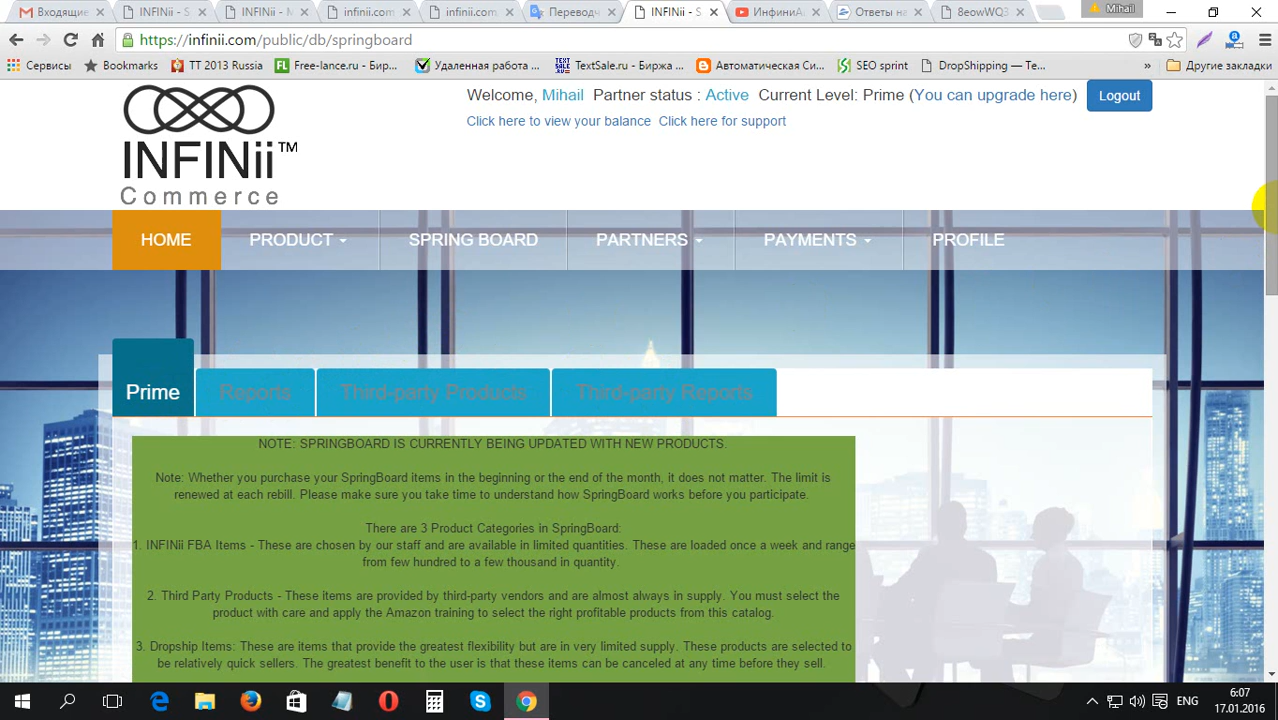 Входящие
INFINii - S
INFINii - M
infinii.com
infinii.com
Переводч
INFINii - S
ИнфиниА
Ответы на
8eowWQ3
Mihail
https://infinii.com/public/db/springboard
Сервисы
Bookmarks
TT 2013 Russia
Free-lance.ru - Бир...
Удаленная работа ...
TextSale.ru - Биржа ...
Автоматическая Си...
SEO sprint
DropShipping — Те...
»
Другие закладки
INFINii™
Commerce
Welcome, Mihail Partner status : Active Current Level: Prime (You can upgrade here)
Logout
Click here to view your balance Click here for support
HOME
PRODUCT
SPRING BOARD
PARTNERS
PAYMENTS
PROFILE
Prime
Reports
Third-party Products
Third-party Reports
NOTE: SPRINGBOARD IS CURRENTLY BEING UPDATED WITH NEW PRODUCTS.
Note: Whether you purchase your SpringBoard items in the beginning or the end of the month, it does not matter. The limit is
renewed at each rebill. Please make sure you take time to understand how SpringBoard works before you participate.
There are 3 Product Categories in SpringBoard:
1. INFINii FBA Items - These are chosen by our staff and are available in limited quantities. These are loaded once a week and range
from few hundred to a few thousand in quantity.
2. Third Party Products - These items are provided by third-party vendors and are almost always in supply. You must select the
product with care and apply the Amazon training to select the right profitable products from this catalog.
3. Dropship Items: These are items that provide the greatest flexibility but are in very limited supply. These products are selected to
be relatively quick sellers. The greatest benefit to the user is that these items can be canceled at any time before they sell.
ENG
6:07
17.01.2016